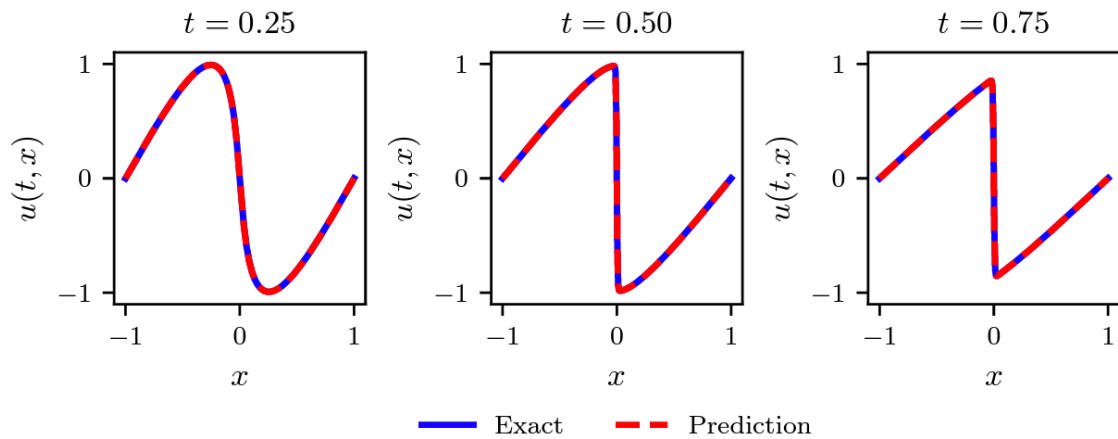 t = 0.25
t = 0.50
t = 0.75
u(t, x)
1
0
−1
−1
0
1
x
u(t, x)
1
0
−1
−1
0
1
x
u(t, x)
1
0
−1
−1
0
1
x
Exact
Prediction